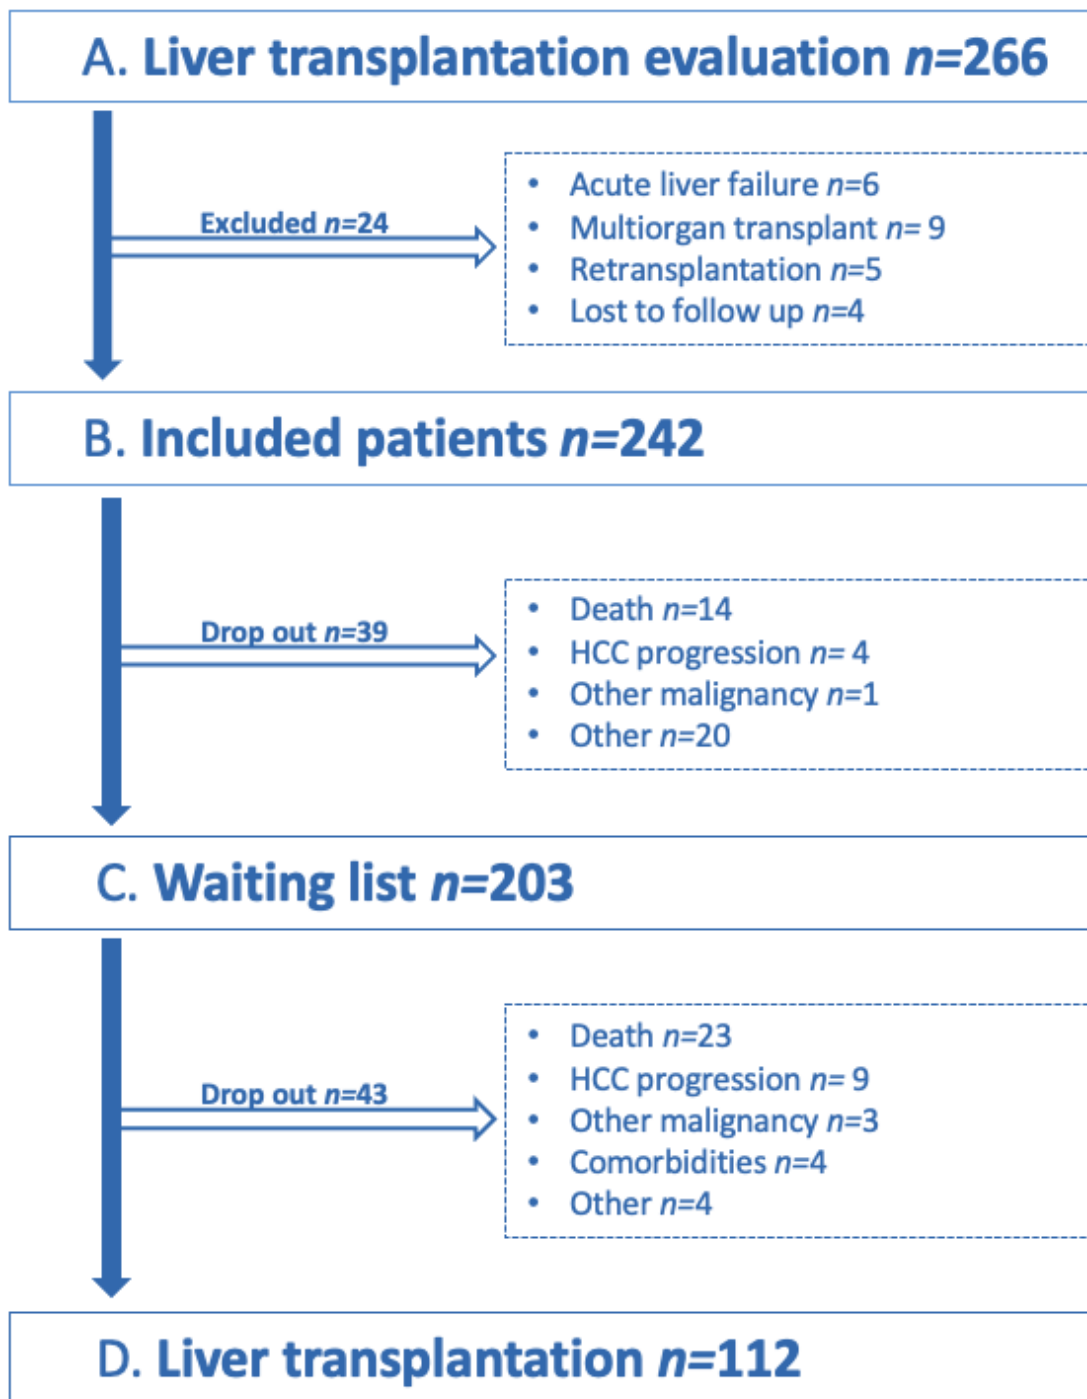 A. Liver transplantation evaluation n=266
Excluded n=24
• Acute liver failure n=6
• Multiorgan transplant n= 9
• Retransplantation n=5
• Lost to follow up n=4
B. Included patients n=242
Drop out n=39
• Death n=14
• HCC progression n= 4
• Other malignancy n=1
• Other n=20
C. Waiting list n=203
Drop out n=43
• Death n=23
• HCC progression n= 9
• Other malignancy n=3
• Comorbidities n=4
• Other n=4
D. Liver transplantation n=112